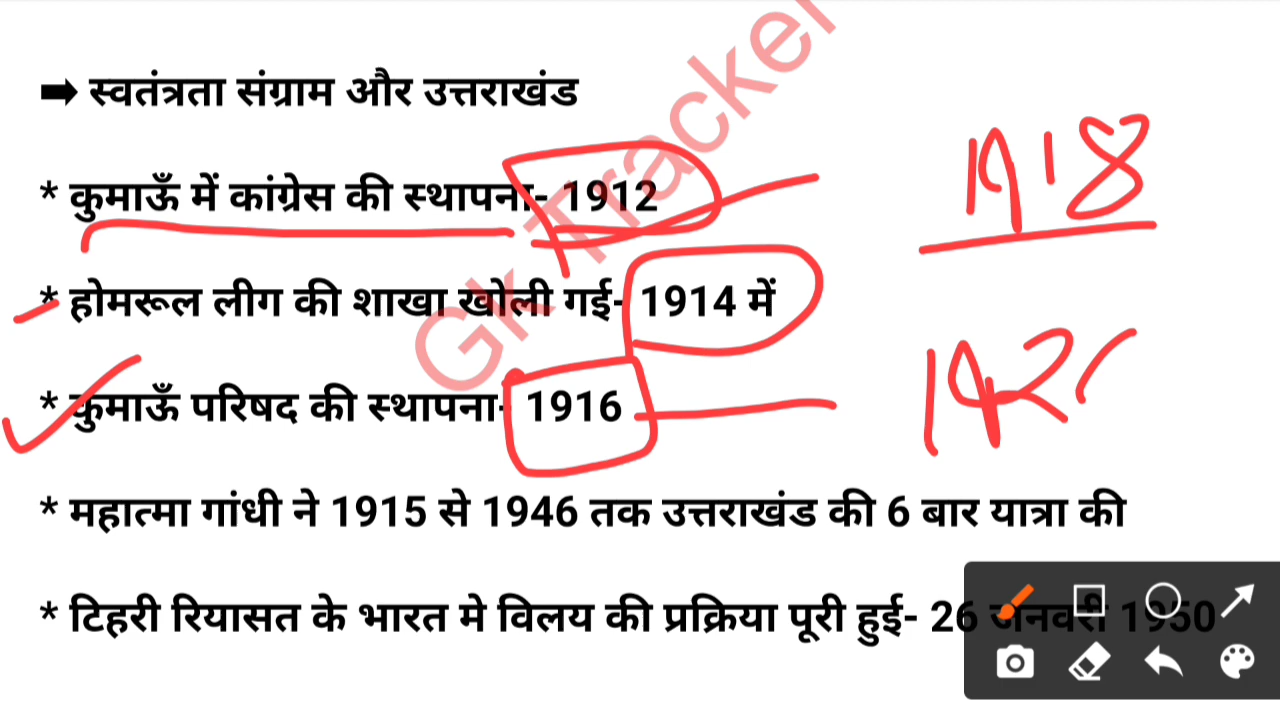 ➡ स्वतंत्रता संग्राम और उत्तराखंड
* कुमाऊँ में कांग्रेस की स्थापना- 1912
* होमरूल लीग की शाखा खोली गई- 1914 में
* कुमाऊँ परिषद की स्थापना- 1916
* महात्मा गांधी ने 1915 से 1946 तक उत्तराखंड की 6 बार यात्रा की
* टिहरी रियासत के भारत मे विलय की प्रक्रिया पूरी हुई- 26 जनवरी 1950
Gk Tracker
1918